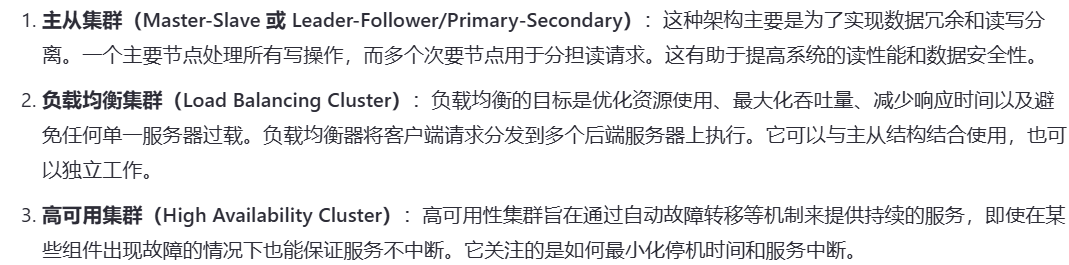 1. 主从集群（Master-Slave 或 Leader-Follower/Primary-Secondary）：这种架构主要是为了实现数据冗余和读写分
离。一个主要节点处理所有写操作，而多个次要节点用于分担读请求。这有助于提高系统的读性能和数据安全性。
2. 负载均衡集群（Load Balancing Cluster）：负载均衡的目标是优化资源使用、最大化吞吐量、减少响应时间以及避
免任何单一服务器过载。负载均衡器将客户端请求分发到多个后端服务器上执行。它可以与主从结构结合使用，也可
以独立工作。
3. 高可用集群（High Availability Cluster）：高可用性集群旨在通过自动故障转移等机制来提供持续的服务，即使在某
些组件出现故障的情况下也能保证服务不中断。它关注的是如何最小化停机时间和服务中断。